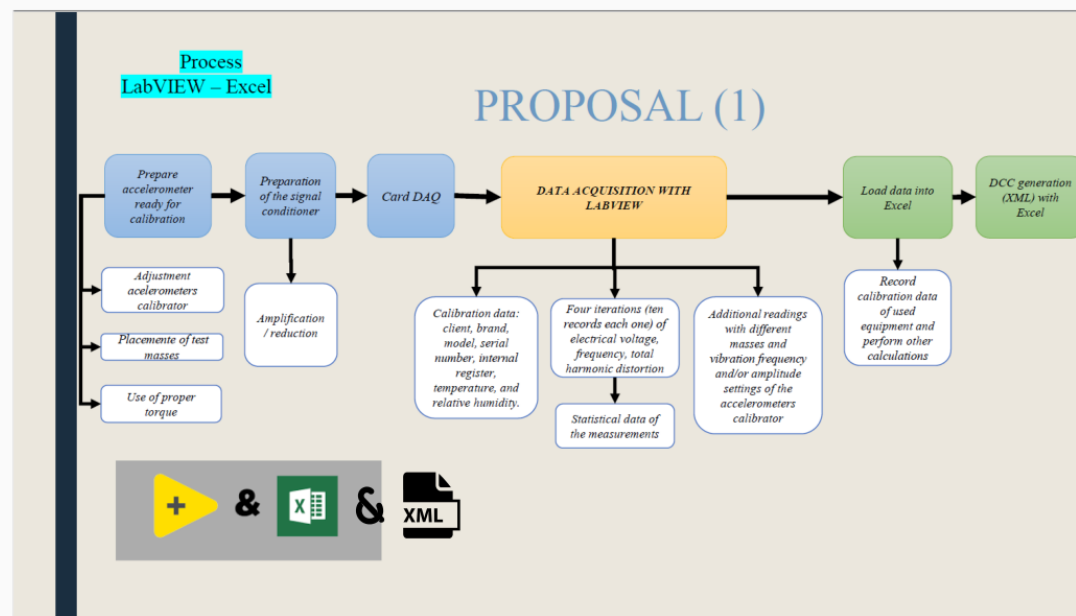 Process
LabVIEW – Excel
PROPOSAL (1)
Prepare
accelerometer
ready for
calibration
Preparation
of the signal
conditioner
Card DAQ
DATA ACQUISITION WITH
LABVIEW
Load data into
Excel
DCC generation
(XML) with
Excel
Adjustment
acelerometers
calibrator
Placemente of test
masses
Use of proper
torque
Amplification
/ reduction
Calibration data:
client, brand,
model, serial
number, internal
register,
temperature, and
relative humidity.
Four iterations (ten
records each one) of
electrical voltage,
frequency, total
harmonic distortion
Statistical data of
the measurements
Additional readings
with different
masses and
vibration frequency
and/or amplitude
settings of the
accelerometers
calibrator
Record
calibration data
of used
equipment and
perform other
calculations
+ & X & XML